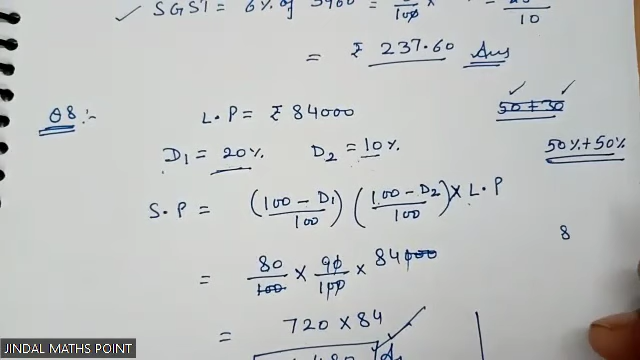 ✓ SGST = 6% of 3960 =
= ₹ 237.60 Ans
Q8:- L.P = ₹ 84000
50 + 30
D₁ = 20% D₂ = 10%
50% + 50%
S.P = (100 - D₁ / 100) (100 - D₂ / 100) × L.P
8
= 80/100 × 90/100 × 84000
= 720 × 84
JINDAL MATHS POINT